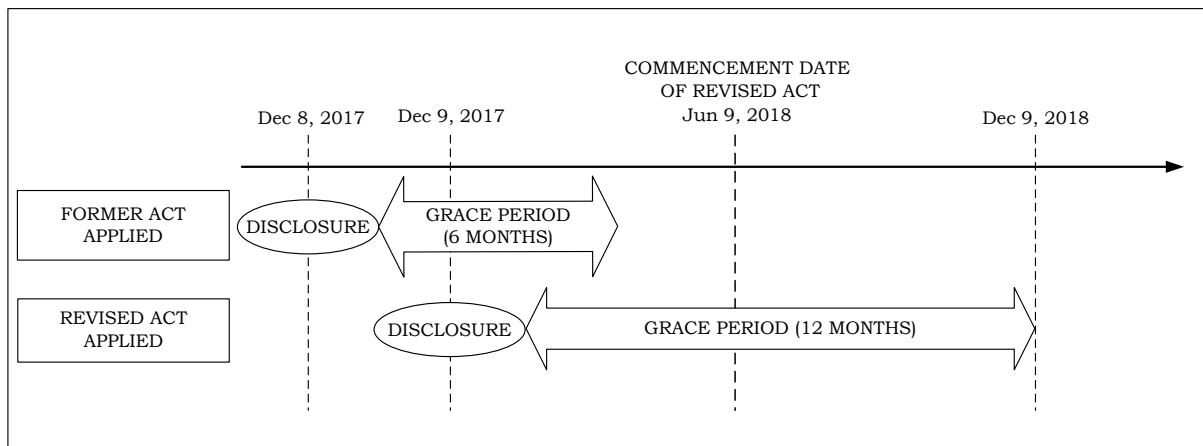 COMMENCEMENT DATE
OF REVISED ACT
Dec 8, 2017 Dec 9, 2017 Jun 9, 2018 Dec 9, 2018
FORMER ACT
APPLIED
DISCLOSURE
GRACE PERIOD
(6 MONTHS)
REVISED ACT
APPLIED
DISCLOSURE
GRACE PERIOD (12 MONTHS)